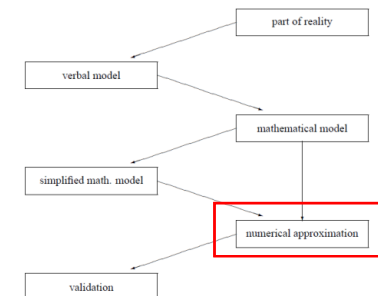 part of reality
verbal model
mathematical model
simplified math. model
numerical approximation
validation